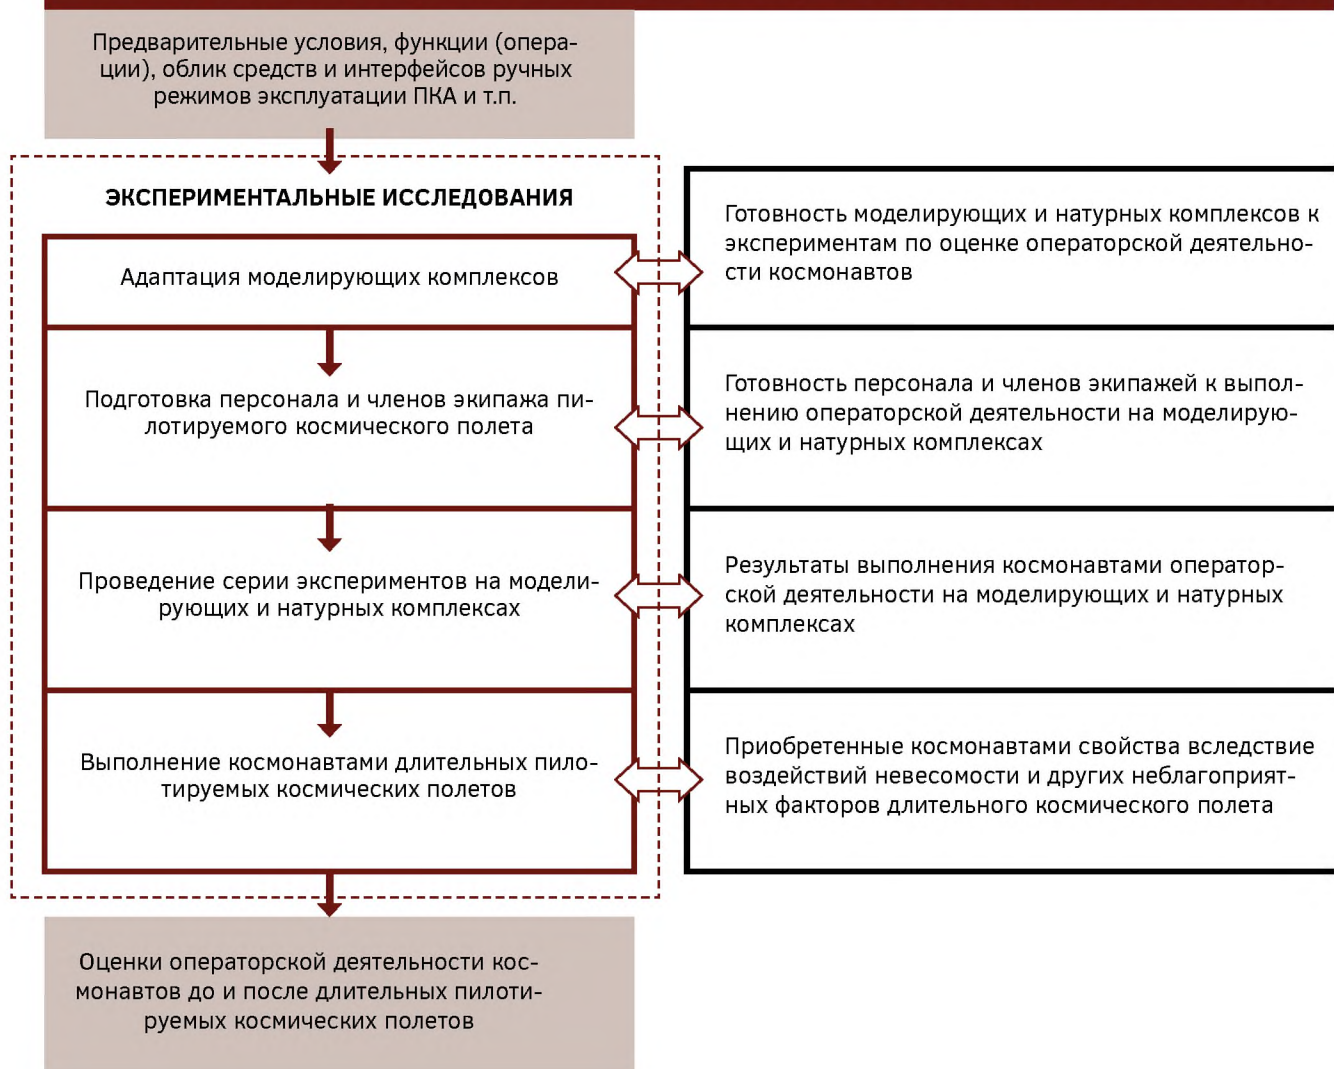 Предварительные условия, функции (опера-
ции), облик средств и интерфейсов ручных
режимов эксплуатации ПКА и т.п.
ЭКСПЕРИМЕНТАЛЬНЫЕ ИССЛЕДОВАНИЯ
Адаптация моделирующих комплексов
Готовность моделирующих и натурных комплексов к
экспериментам по оценке операторской деятельно-
сти космонавтов
Подготовка персонала и членов экипажа пи-
лотируемого космического полета
Готовность персонала и членов экипажей к выпол-
нению операторской деятельности на моделирую-
щих и натурных комплексах
Проведение серии экспериментов на модели-
рующих и натурных комплексах
Результаты выполнения космонавтами оператор-
ской деятельности на моделирующих и натурных
комплексах
Выполнение космонавтами длительных пило-
тируемых космических полетов
Приобретенные космонавтами свойства вследствие
воздействий невесомости и других неблагоприят-
ных факторов длительного космического полета
Оценки операторской деятельности кос-
монавтов до и после длительных пилоти-
руемых космических полетов